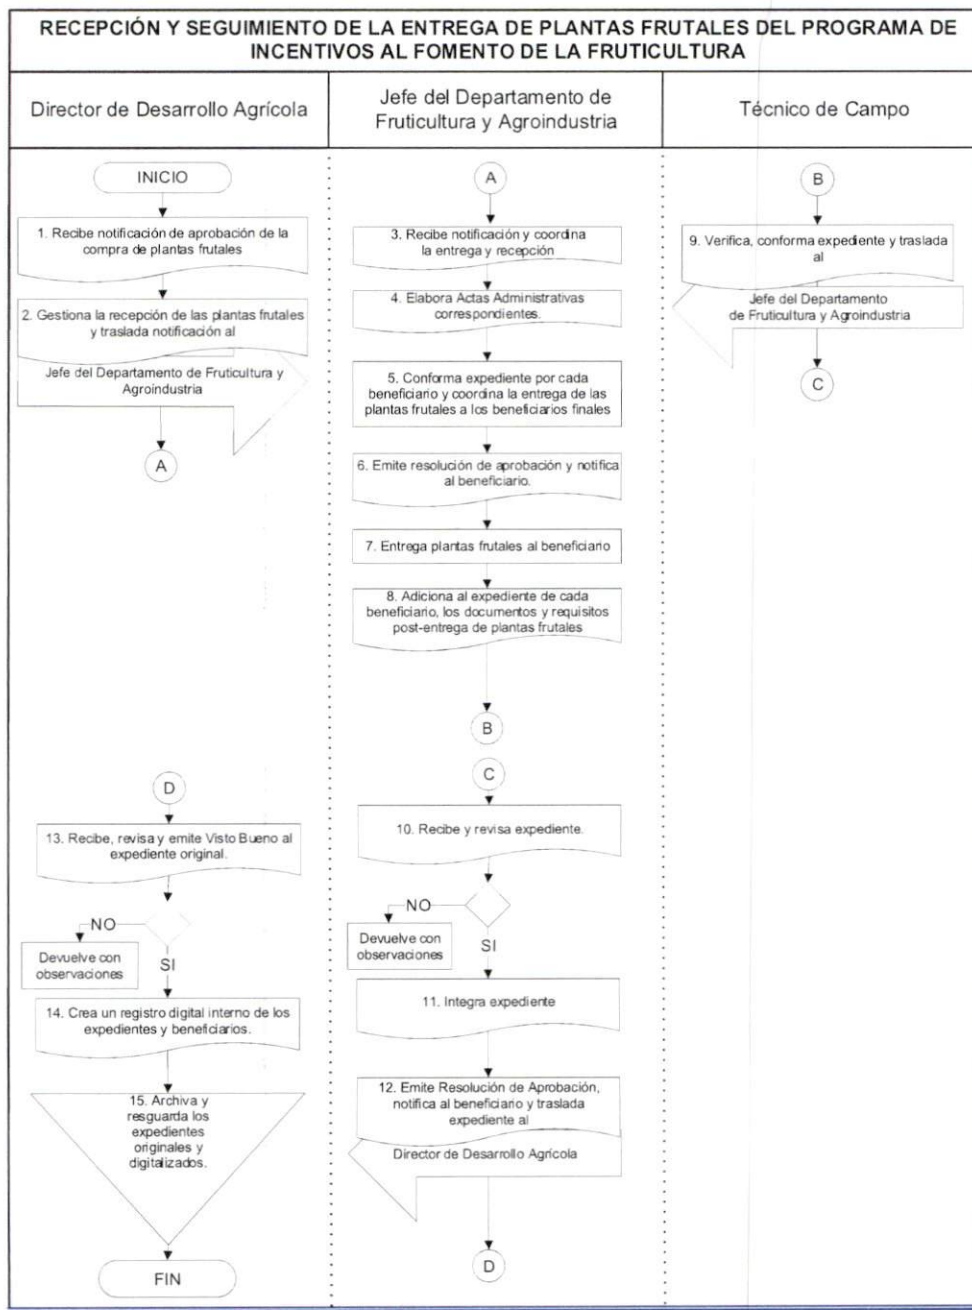 RECEPCIÓN Y SEGUIMIENTO DE LA ENTREGA DE PLANTAS FRUTALES DEL PROGRAMA DE
INCENTIVOS AL FOMENTO DE LA FRUTICULTURA
Director de Desarrollo Agrícola
Jefe del Departamento de
Fruticultura y Agroindustria
Técnico de Campo
INICIO
1. Recibe notificación de aprobación de la
compra de plantas frutales
2. Gestiona la recepción de las plantas frutales
y traslada notificación al
Jefe del Departamento de Fruticultura y
Agroindustria
A
A
3. Recibe notificación y coordina
la entrega y recepción
4. Elabora Actas Administrativas
correspondientes.
5. Conforma expediente por cada
beneficiario y coordina la entrega de las
plantas frutales a los beneficiarios finales
6. Emite resolución de aprobación y notifica
al beneficiario.
7. Entrega plantas frutales al beneficiario
8. Adiciona al expediente de cada
beneficiario, los documentos y requisitos
post-entrega de plantas frutales
B
B
9. Verifica, conforma expediente y traslada
al
Jefe del Departamento
de Fruticultura y Agroindustria
C
C
10. Recibe y revisa expediente.
NO
Devuelve con
observaciones
SI
11. Integra expediente
12. Emite Resolución de Aprobación,
notifica al beneficiario y traslada
expediente al
Director de Desarrollo Agrícola
D
D
13. Recibe, revisa y emite Visto Bueno al
expediente original.
NO
Devuelve con
observaciones
SI
14. Crea un registro digital interno de los
expedientes y beneficiarios.
15. Archiva y
resguarda los
expedientes
originales y
digitalizados.
FIN